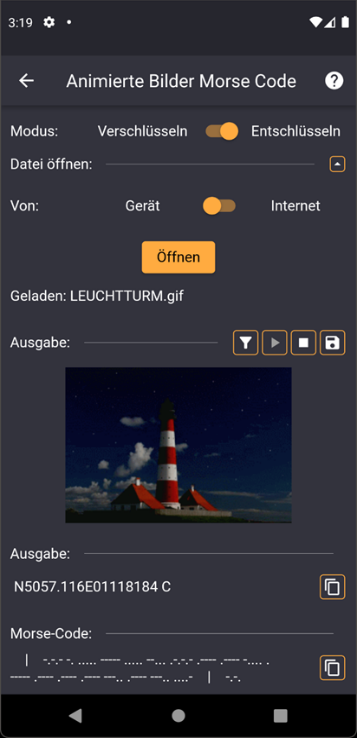 3:19
Animierte Bilder Morse Code
Modus: Verschlüsseln Entschlüsseln
Datei öffnen:
Von: Gerät Internet
Öffnen
Geladen: LEUCHTTURM.gif
Ausgabe:
Ausgabe:
N5057.116E01118184 C
Morse-Code:
| -.-.- -. ..... ----- ..... --... .-.-.- .---- .---- -.... .
----- .---- .---- .---- ---.. .---- ---.. ....- | -.-.